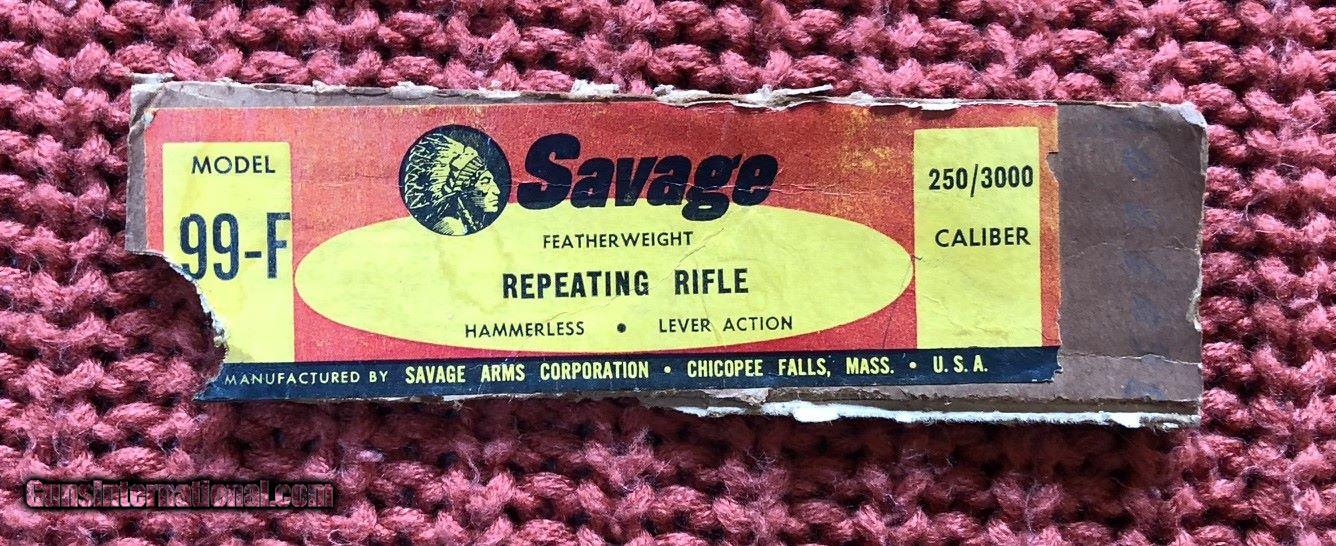 MODEL
99-F
Savage
FEATHERWEIGHT
REPEATING RIFLE
HAMMERLESS • LEVER ACTION
250/3000
CALIBER
MANUFACTURED BY SAVAGE ARMS CORPORATION • CHICOPEE FALLS, MASS. • U. S. A.
GunsInternational.com